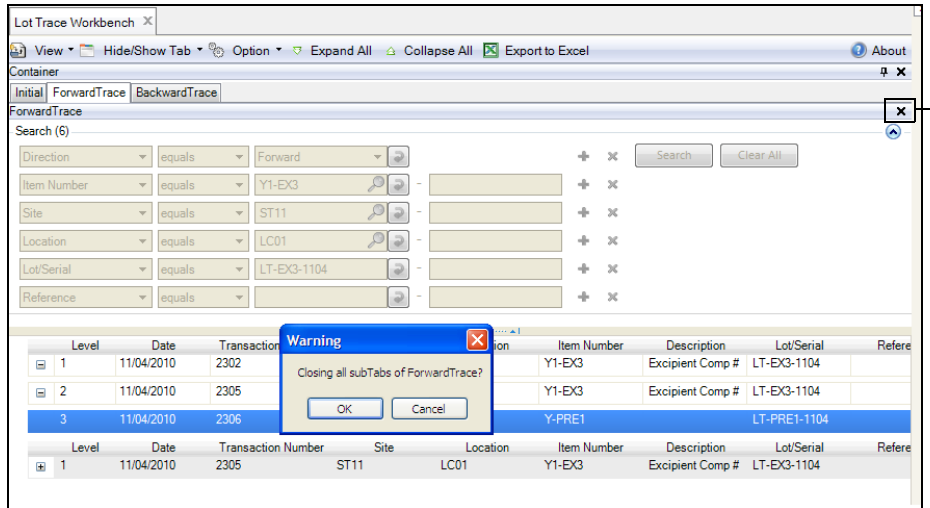 Lot Trace Workbench
View Hide/Show Tab Option Expand All Collapse All Export to Excel About
Container
Initial ForwardTrace BackwardTrace
ForwardTrace
Search (6)
Direction equals Forward Search Clear All
Item Number equals Y1-EX3 -
Site equals ST11 -
Location equals LC01 -
Lot/Serial equals LT-EX3-1104 -
Reference equals -
Warning
Closing all subTabs of ForwardTrace?
OK Cancel
Level Date Transaction ion Item Number Description Lot/Serial Refere
1 11/04/2010 2302 Y1-EX3 Excipient Comp # LT-EX3-1104
2 11/04/2010 2305 Y1-EX3 Excipient Comp # LT-EX3-1104
3 11/04/2010 2306 Y-PRE1 LT-PRE1-1104
Level Date Transaction Number Site Location Item Number Description Lot/Serial Refere
1 11/04/2010 2305 ST11 LC01 Y1-EX3 Excipient Comp # LT-EX3-1104